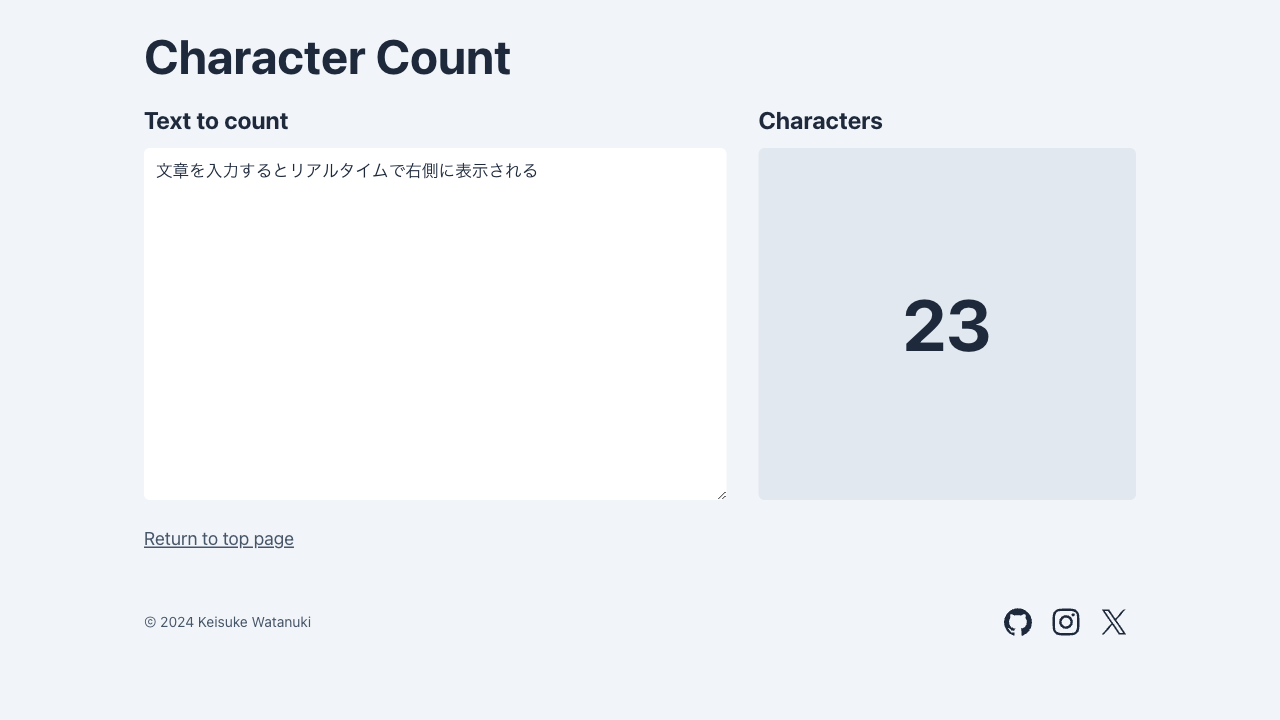 Character Count
Text to count
Characters
文章を入力するとリアルタイムで右側に表示される
23
Return to top page
© 2024 Keisuke Watanuki